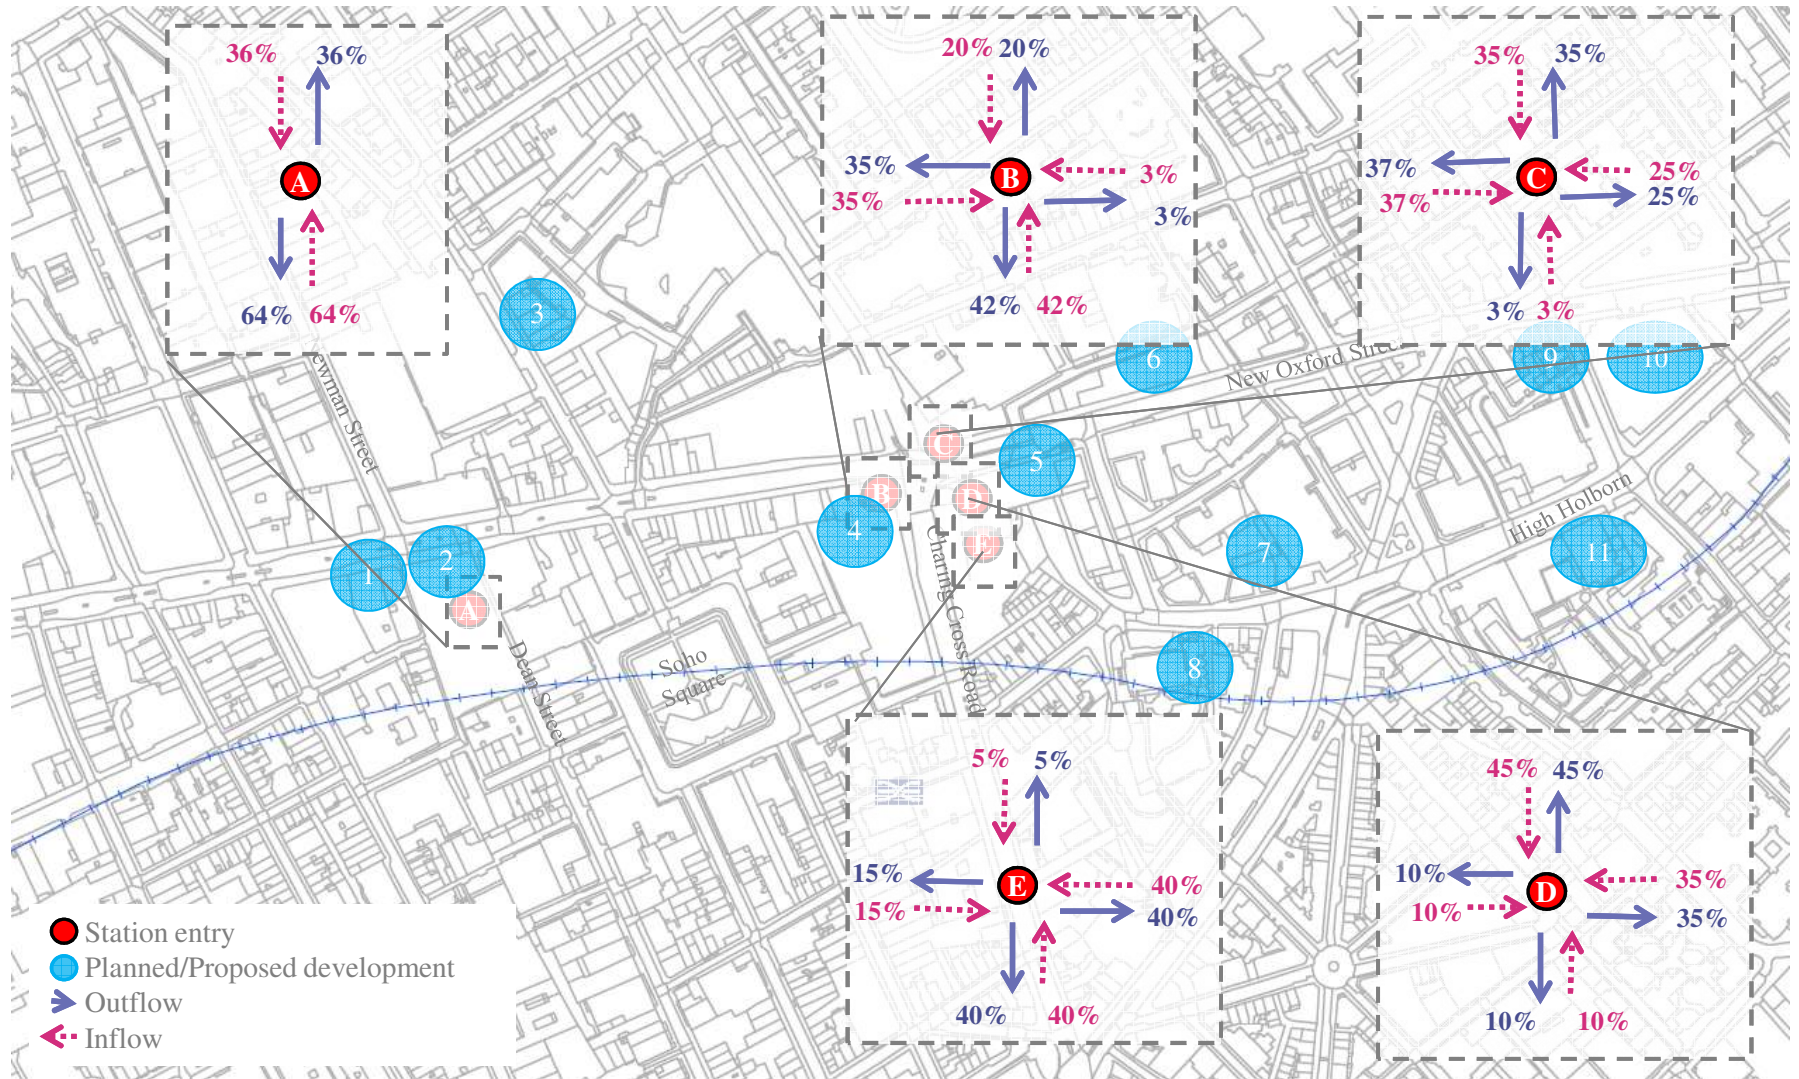 36% 36%
A
64% 64%
20% 20%
35%
B
3%
35%
3%
42% 42%
35% 35%
37%
C
25%
37%
25%
3% 3%
3
6
9
10
New Oxford Street
Newman Street
C
5
B
D
4
E
High Holborn
7
11
1
2
A
Charing Cross Road
Dean Street
Soho
Square
8
5% 5%
15%
E
40%
15%
40%
40% 40%
45% 45%
10%
D
35%
10%
35%
10% 10%
Station entry
Planned/Proposed development
Outflow
Inflow